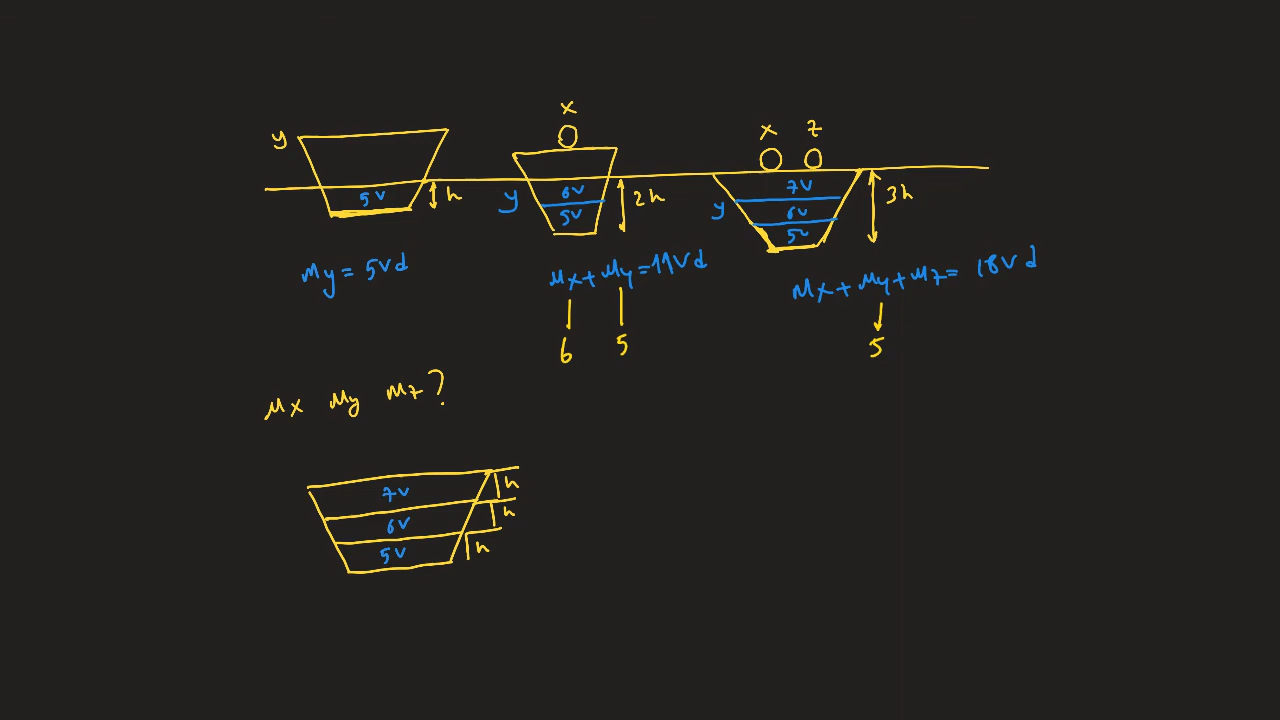 x
y
x z
5V h
y 6V 2h
5V
y 7V 3h
6V
5V
My = 5Vd
Mx + My = 11Vd
Mx + My + Mz = 18Vd
6 5
5
Mx My Mz?
7V h
6V h
5V h